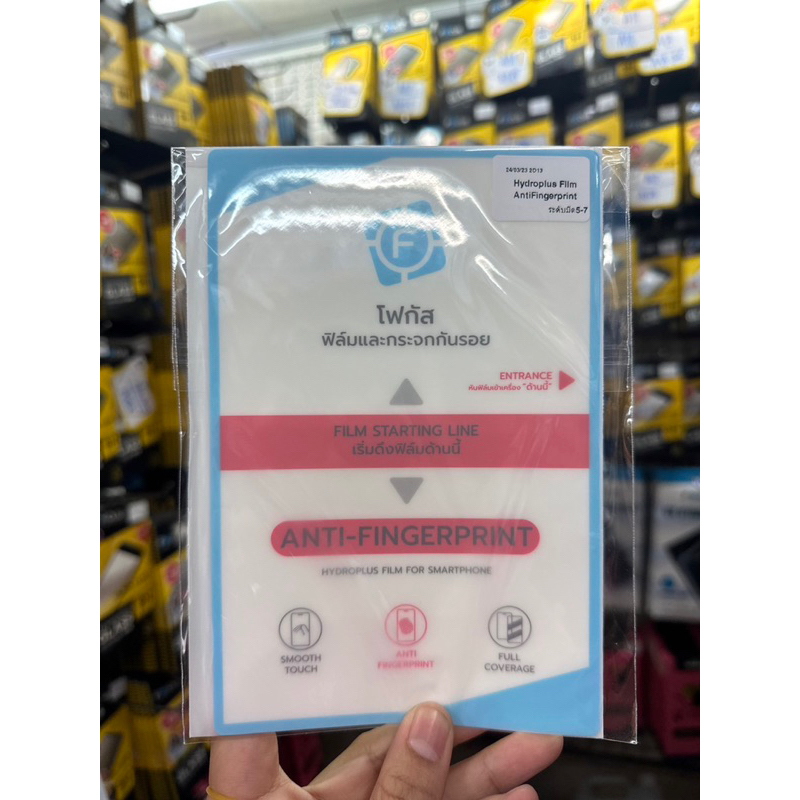 24/03/23 2013
Hydroplus Film
AntiFingerprint
ระดับมีด5-7
F
โฟกัส
ฟิล์มและกระจกกันรอย
ENTRANCE
หันฟิล์มเข้าเครื่อง "ด้านนี้"
FILM STARTING LINE
เริ่มดึงฟิล์มด้านนี้
ANTI-FINGERPRINT
HYDROPLUS FILM FOR SMARTPHONE
SMOOTH
TOUCH
ANTI
FINGERPRINT
FULL
COVERAGE